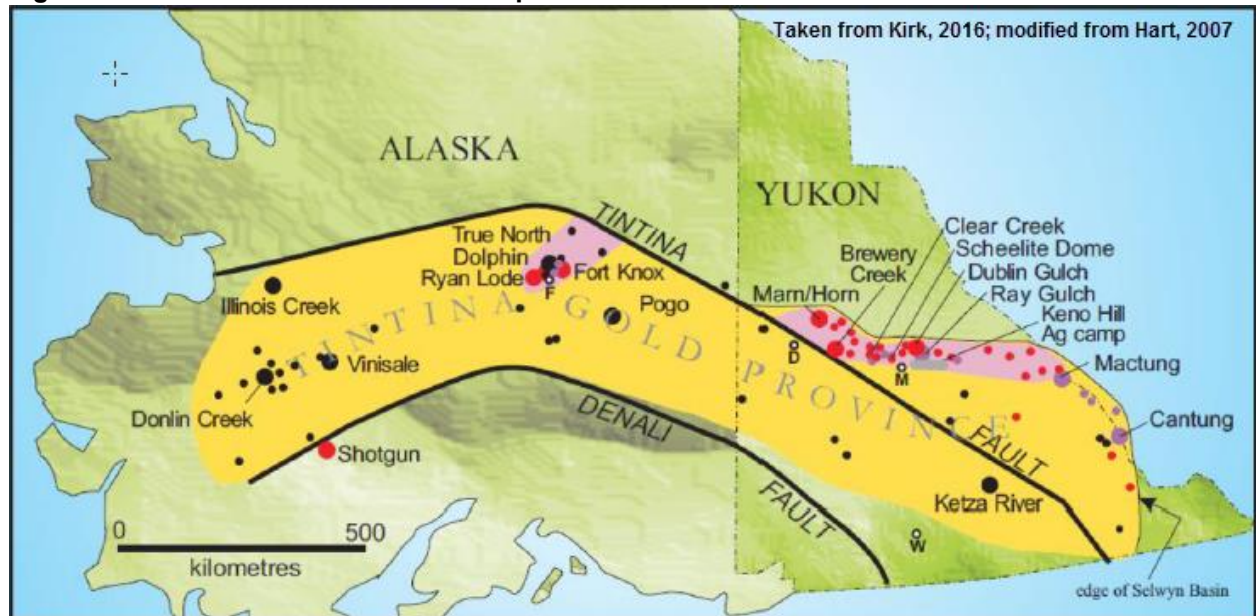 Taken from Kirk, 2016; modified from Hart, 2007
ALASKA
YUKON
TINTINA
Clear Creek
Scheelite Dome
Brewery
Creek
Dublin Gulch
Ray Gulch
True North
Dolphin
Ryan Lode
Fort Knox
F
Marn/Horn
Keno Hill
Ag camp
Illinois Creek
Pogo
Mactung
D
M
TINTINA GOLD PROVINCE
Vinisale
Donlin Creek
Cantung
DENALI
FAULT
Shotgun
Ketza River
FAULT
W
0
500
kilometres
edge of Selwyn Basin